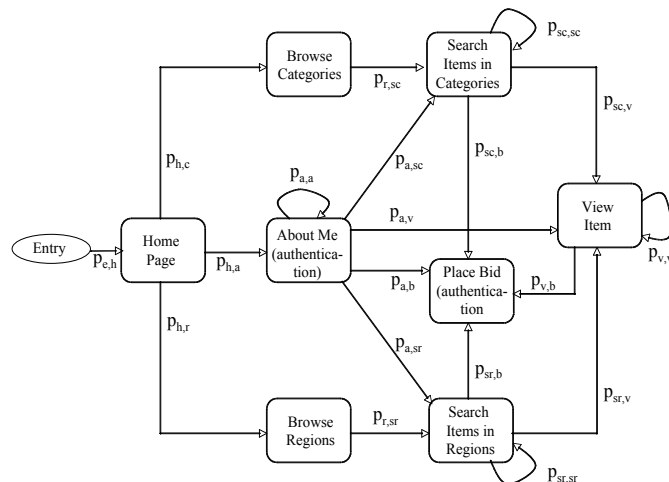 Browse
Categories
p_r,sc
Search
Items in
Categories
p_sc,sc
p_sc,v
p_h,c
p_a,a
p_a,sc
p_sc,b
p_a,v
Entry
p_e,h
Home
Page
p_h,a
About Me
(authentica-
tion)
p_a,b
Place Bid
(authentica-
tion
p_v,b
View
Item
p_v,v
p_h,r
p_a,sr
p_sr,b
p_sr,v
Browse
Regions
p_r,sr
Search
Items in
Regions
p_sr,sr